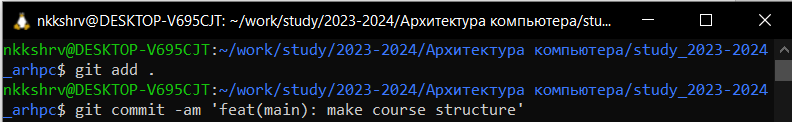 nkkshrv@DESKTOP-V695CJT: ~/work/study/2023-2024/Архитектура компьютера/stu...
nkkshrv@DESKTOP-V695CJT:~/work/study/2023-2024/Архитектура компьютера/study_2023-2024
_arhpc$ git add .
nkkshrv@DESKTOP-V695CJT:~/work/study/2023-2024/Архитектура компьютера/study_2023-2024
_arhpc$ git commit -am 'feat(main): make course structure'